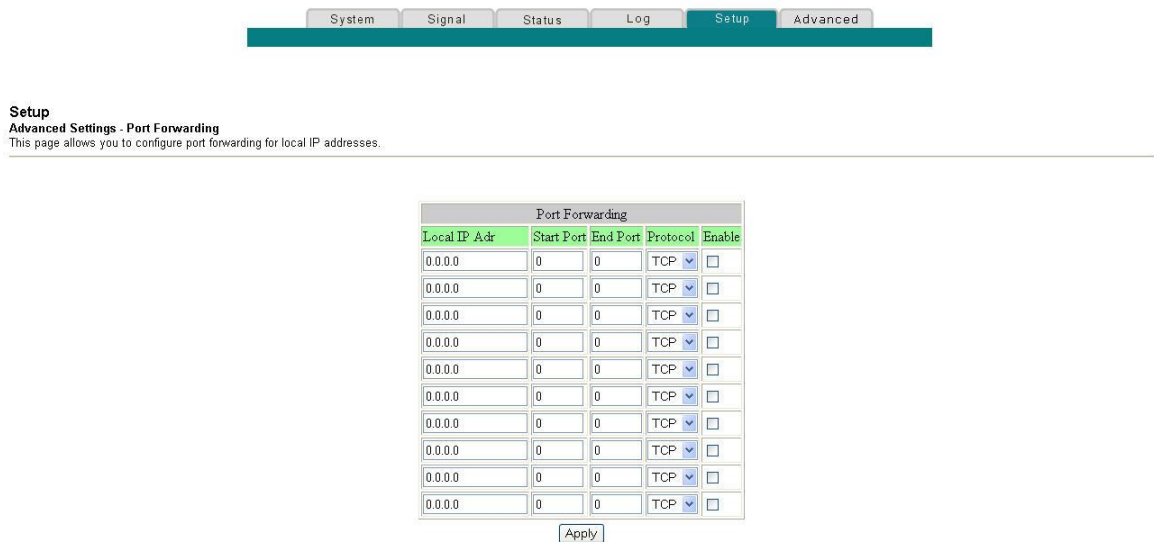 System Signal Status Log Setup Advanced
Setup
Advanced Settings - Port Forwarding
This page allows you to configure port forwarding for local IP addresses.
Port Forwarding
Local IP Adr Start Port End Port Protocol Enable
0.0.0.0 0 0 TCP
0.0.0.0 0 0 TCP
0.0.0.0 0 0 TCP
0.0.0.0 0 0 TCP
0.0.0.0 0 0 TCP
0.0.0.0 0 0 TCP
0.0.0.0 0 0 TCP
0.0.0.0 0 0 TCP
0.0.0.0 0 0 TCP
0.0.0.0 0 0 TCP
Apply